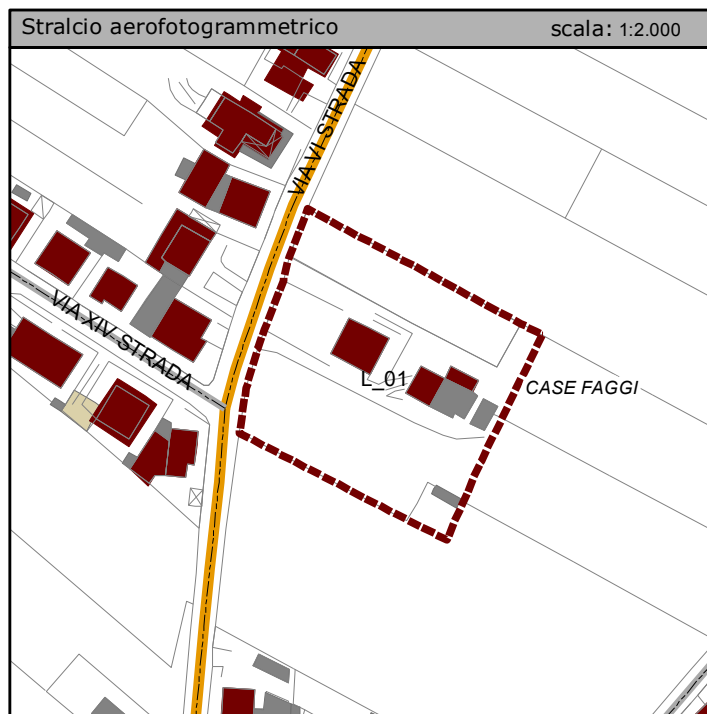 Stralcio aerofotogrammetrico scala: 1:2.000
VIA VI STRADA
VIA XIV STRADA
L_01
CASE FAGGI